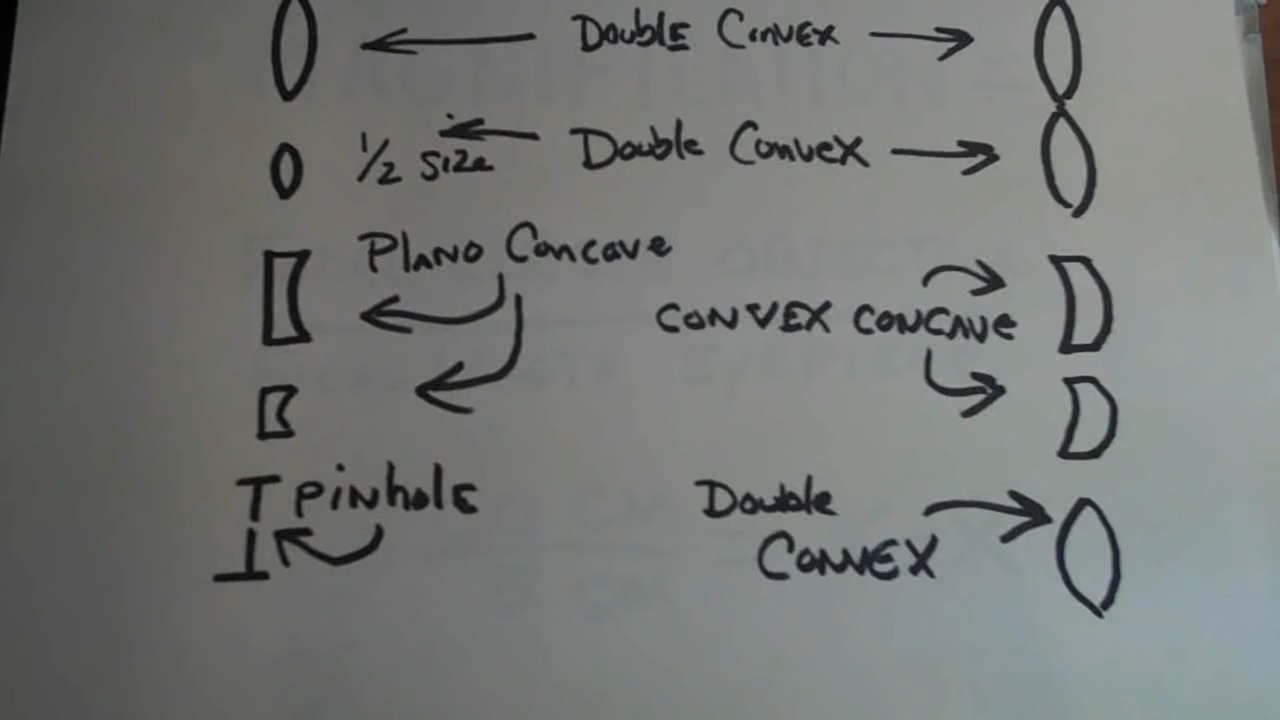 DoublE Convex
1/2 size Double Convex
Plano Concave
CONVEX CONCAVE
pinhole
Double
CONVEX